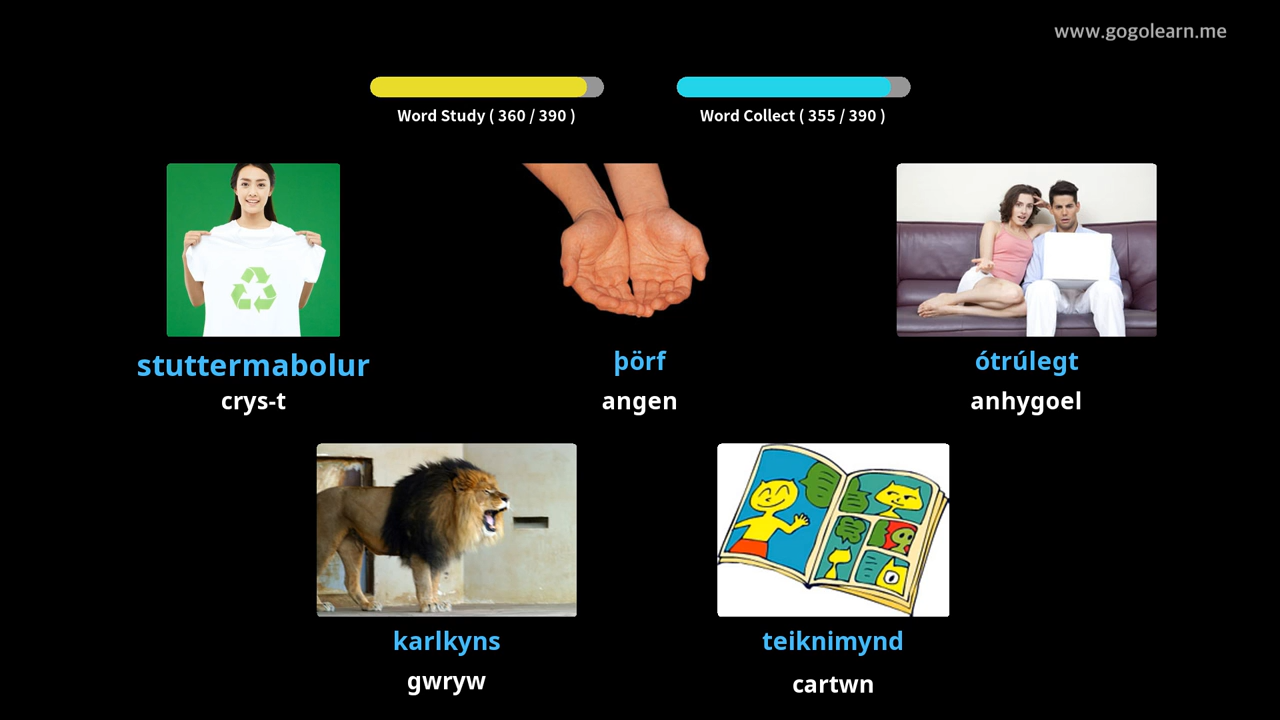 www.gogolearn.me
Word Study ( 360 / 390 )
Word Collect ( 355 / 390 )
stuttermabolur
crys-t
þörf
angen
ótrúlegt
anhygoel
karlkyns
gwryw
teiknimynd
cartwn